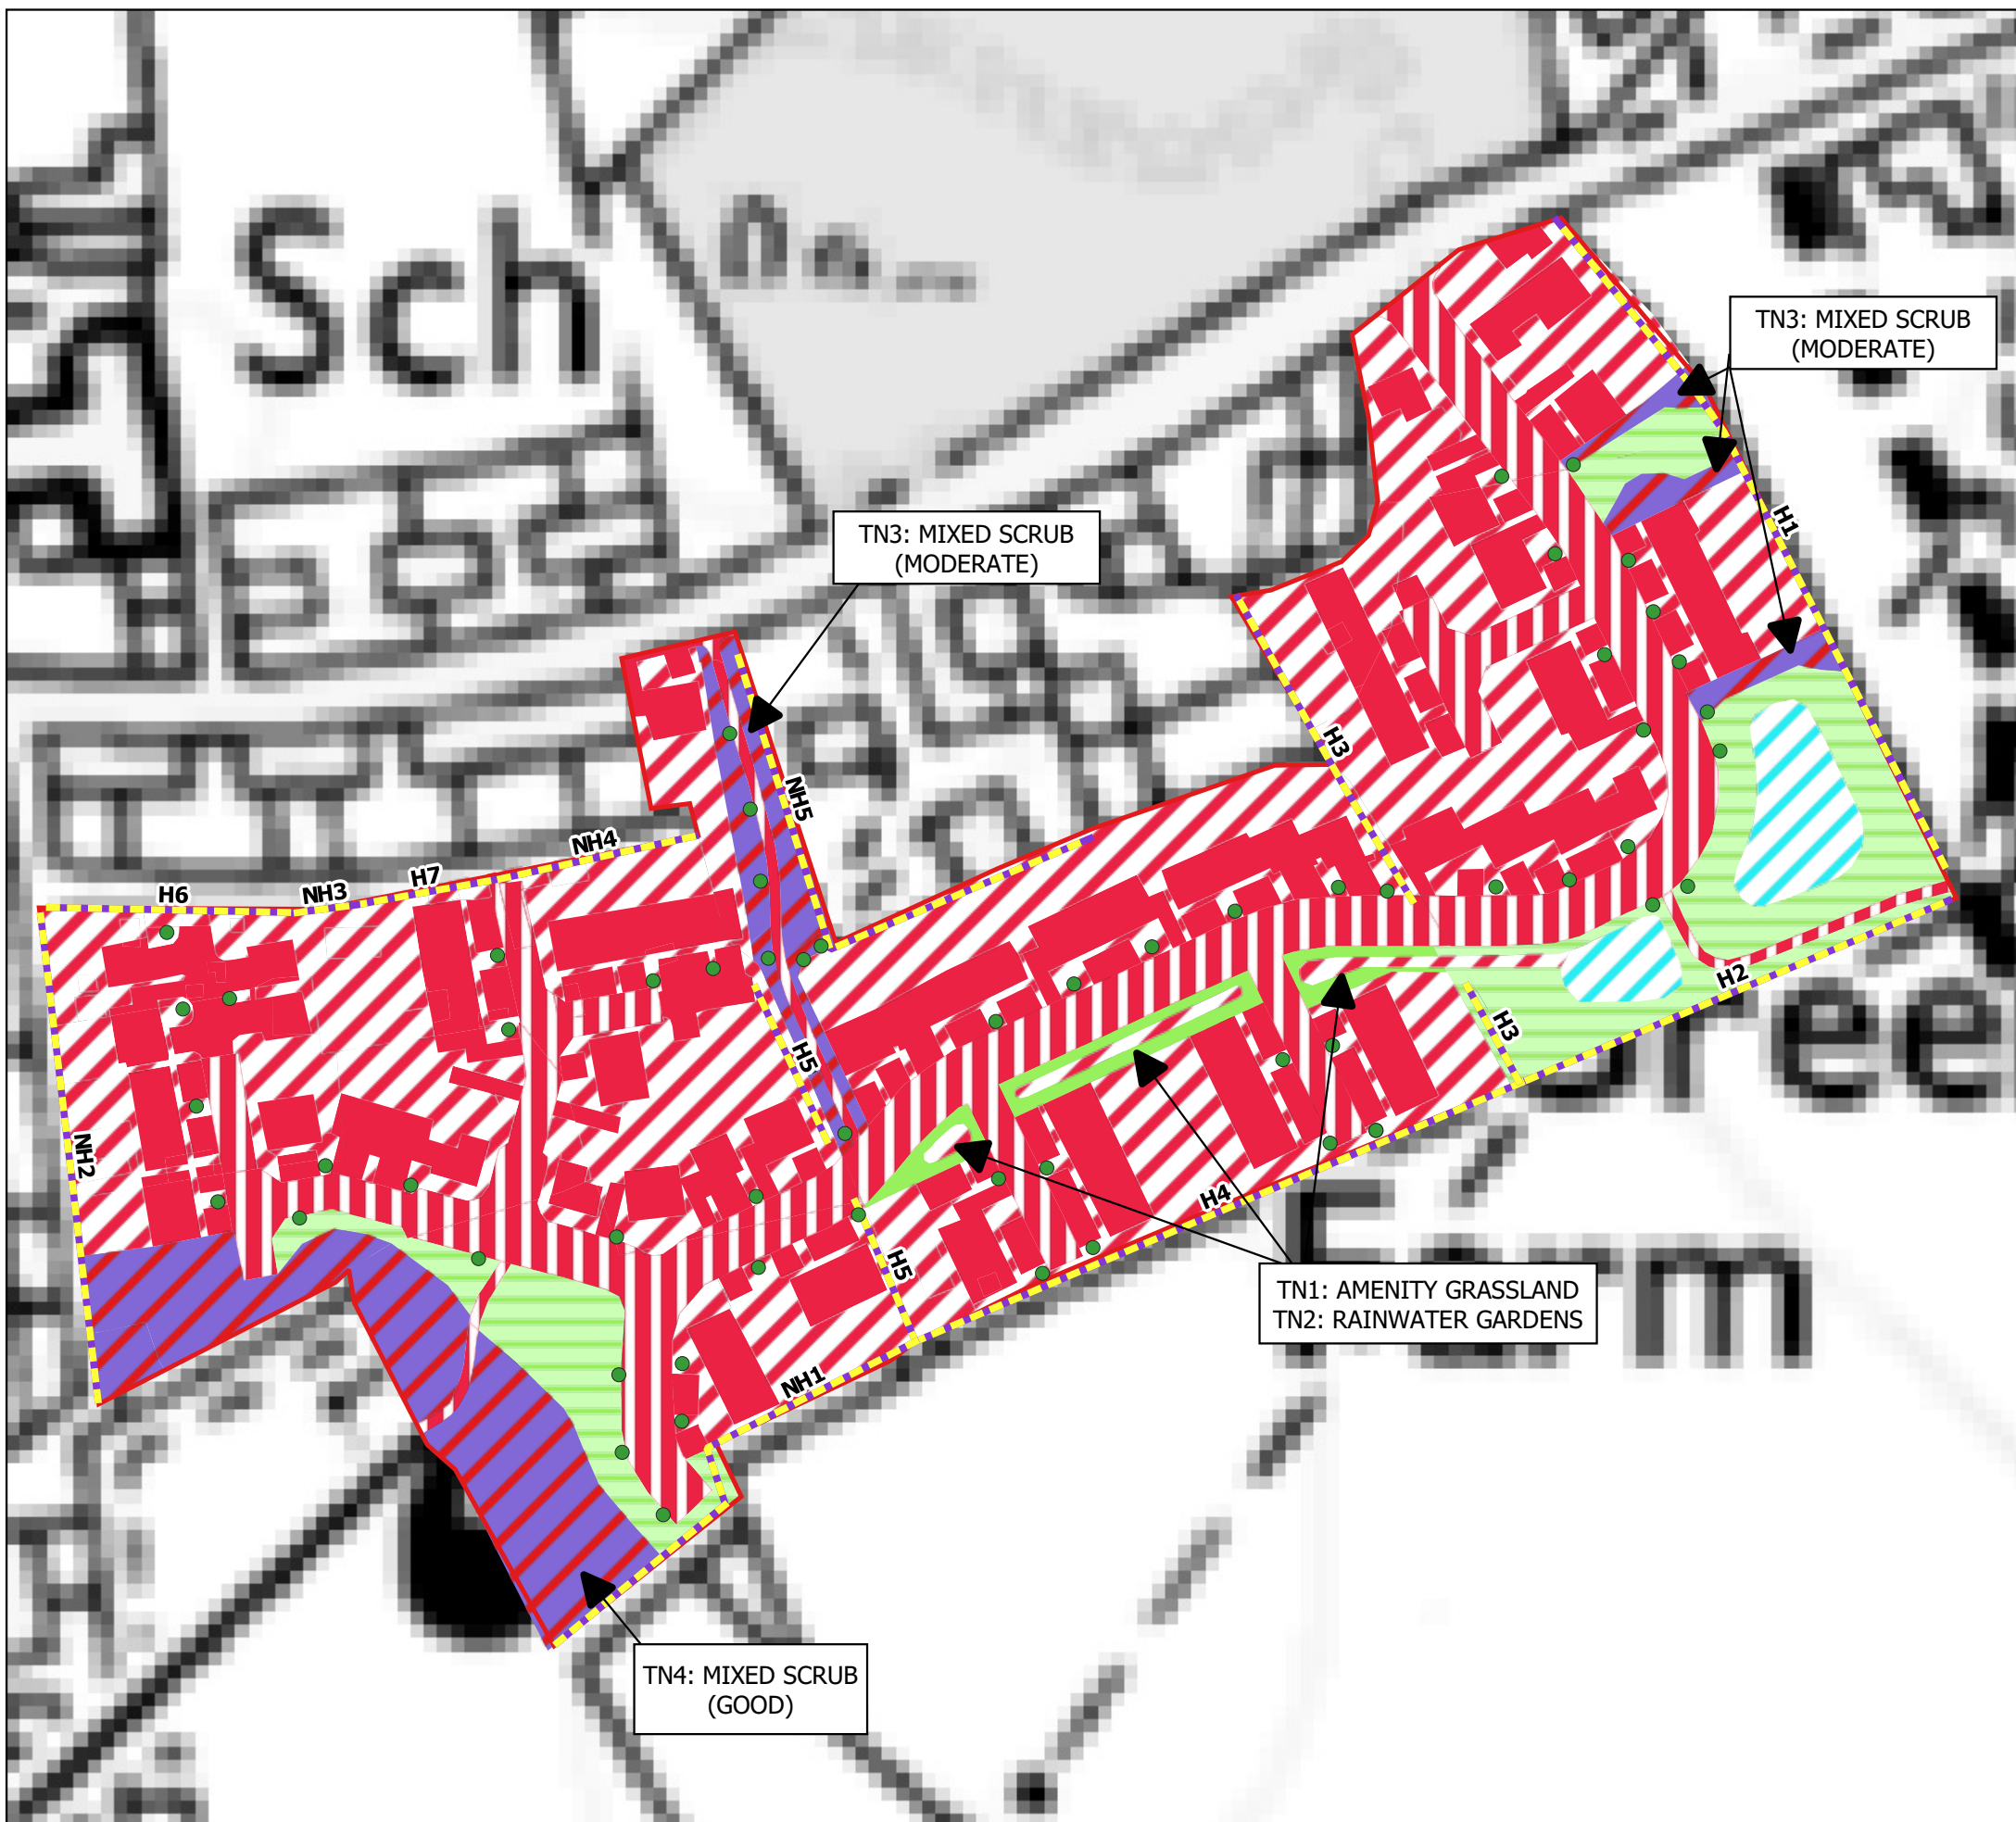 Sch
TN3: MIXED SCRUB
(MODERATE)
TN3: MIXED SCRUB
(MODERATE)
H1
H3
NH5
NH4
H7
H6
NH3
H2
H3
H5
NH2
H4
H5
Farm
TN1: AMENITY GRASSLAND
TN2: RAINWATER GARDENS
NH1
TN4: MIXED SCRUB
(GOOD)